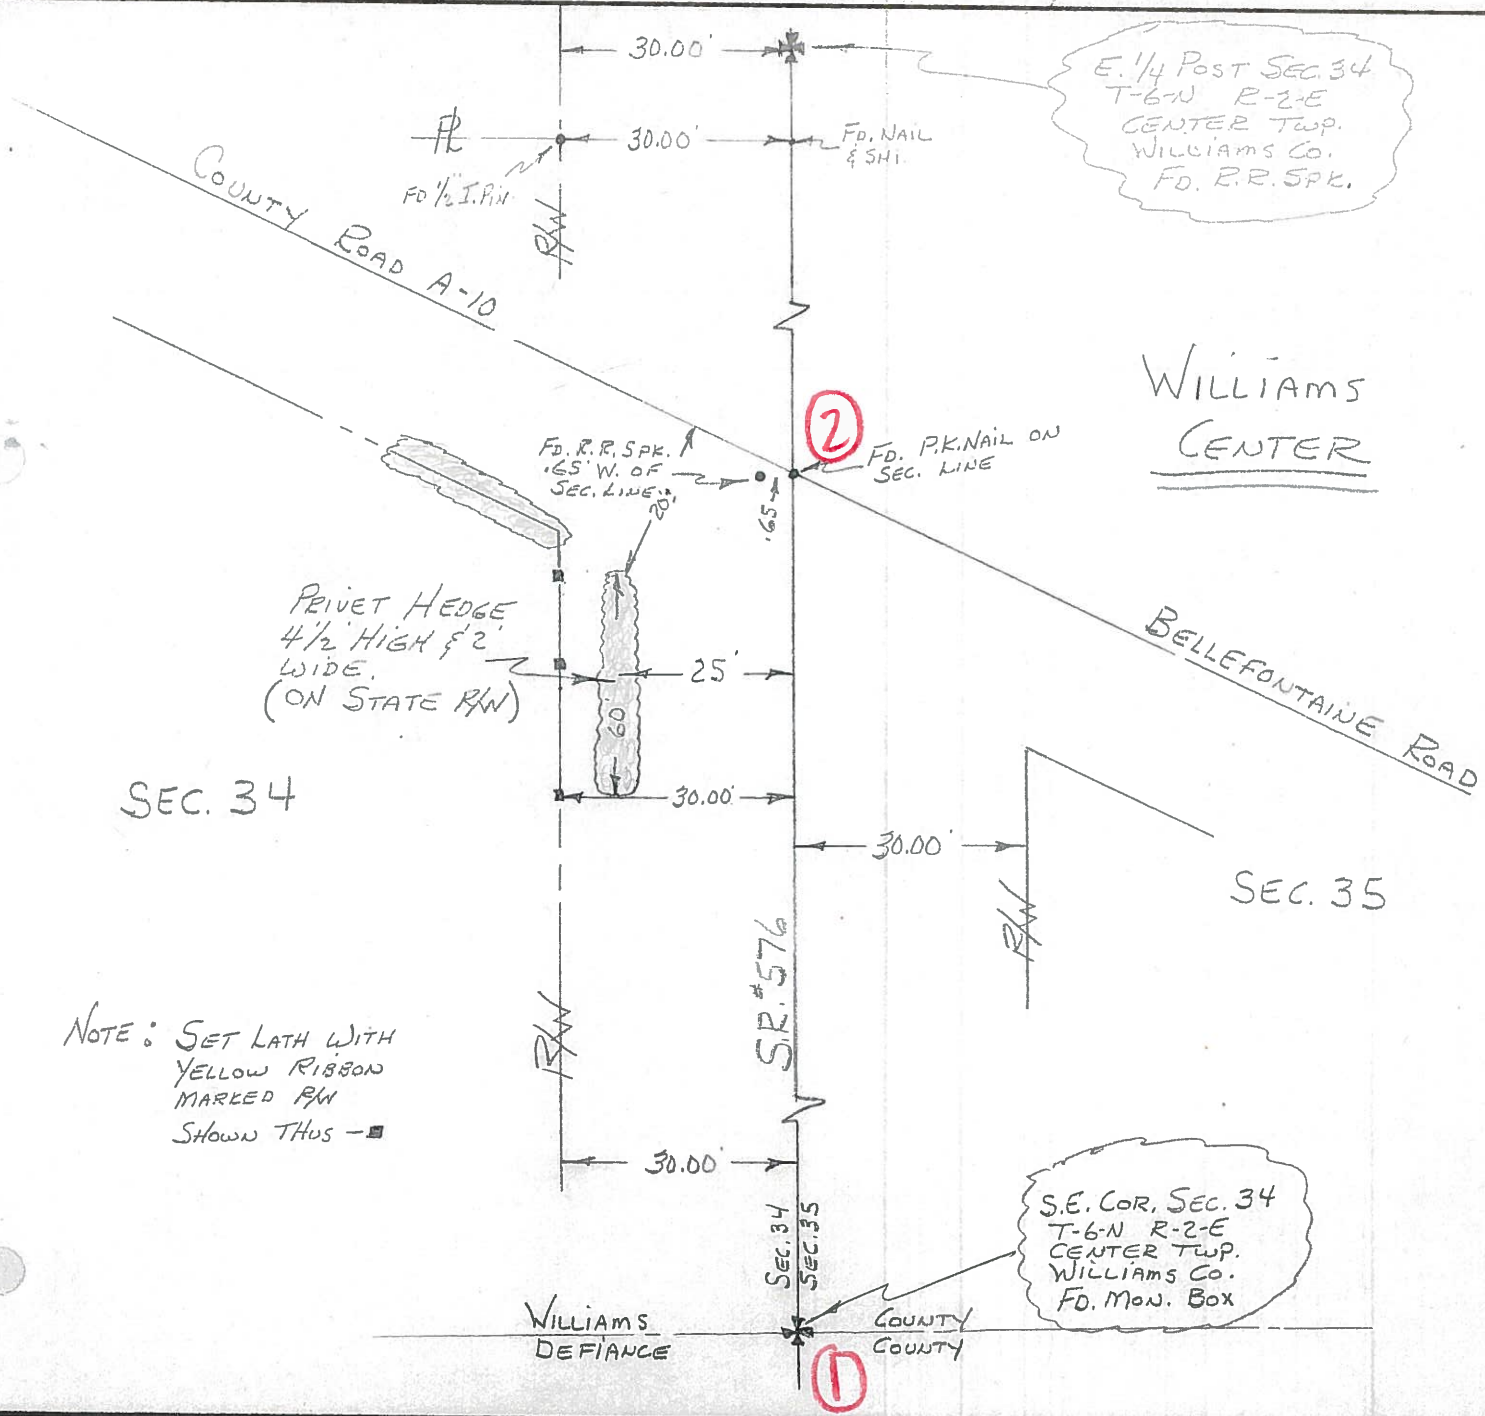 30.00'
E. 1/4 POST SEC. 34
T-6-N R-2-E
CENTER TWP.
WILLIAMS CO.
FD. R.R. SPK.
PL
30.00'
FD. NAIL
& SHI.
FD 1/2" I. PIN
R/W
COUNTY ROAD A-10
WILLIAMS
CENTER
2
FD. R.R. SPK.
.65' W. OF
SEC. LINE.
FD. P.K. NAIL ON
SEC. LINE
20'
.65
PRIVET HEDGE
4 1/2' HIGH & 2'
WIDE.
(ON STATE R/W)
25'
60'
BELLEFONTAINE ROAD
SEC. 34
30.00'
30.00'
SEC. 35
R/W
S.R. #576
R/W
NOTE: SET LATH WITH
YELLOW RIBBON
MARKED R/W
SHOWN THUS -■
30.00'
SEC. 34
SEC. 35
S.E. COR. SEC. 34
T-6-N R-2-E
CENTER TWP.
WILLIAMS CO.
FD. MON. BOX
WILLIAMS COUNTY
DEFIANCE COUNTY
1